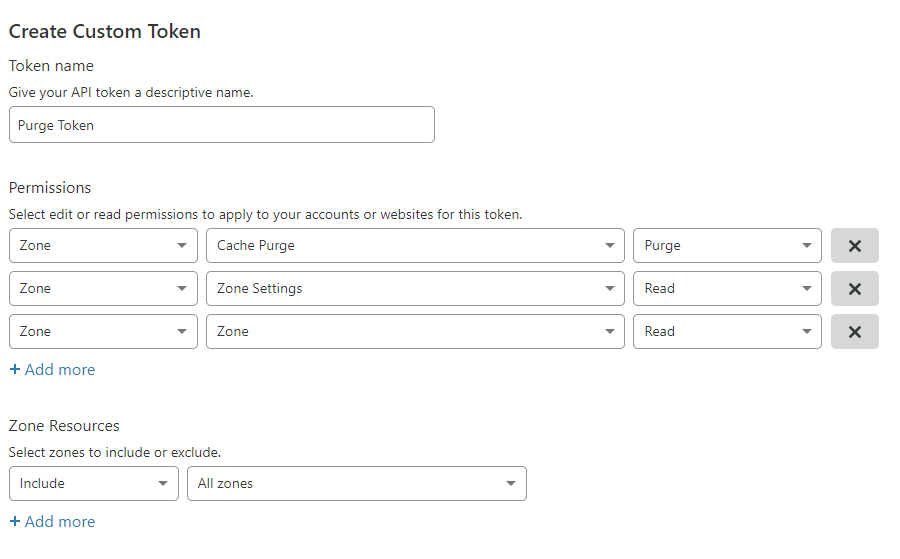 Create Custom Token
Token name
Give your API token a descriptive name.
Purge Token
Permissions
Select edit or read permissions to apply to your accounts or websites for this token.
Zone Cache Purge Purge
Zone Zone Settings Read
Zone Zone Read
+ Add more
Zone Resources
Select zones to include or exclude.
Include All zones
+ Add more